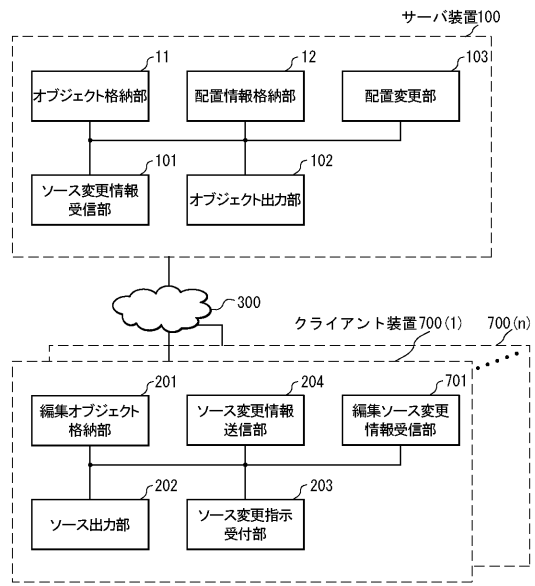 サーバ装置100
11
12
103
オブジェクト格納部
配置情報格納部
配置変更部
101
102
ソース変更情報
受信部
オブジェクト出力部
300
クライアント装置700(1)
700(n)
201
204
701
編集オブジェクト
格納部
ソース変更情報
送信部
編集ソース変更
情報受信部
202
203
ソース出力部
ソース変更指示
受付部